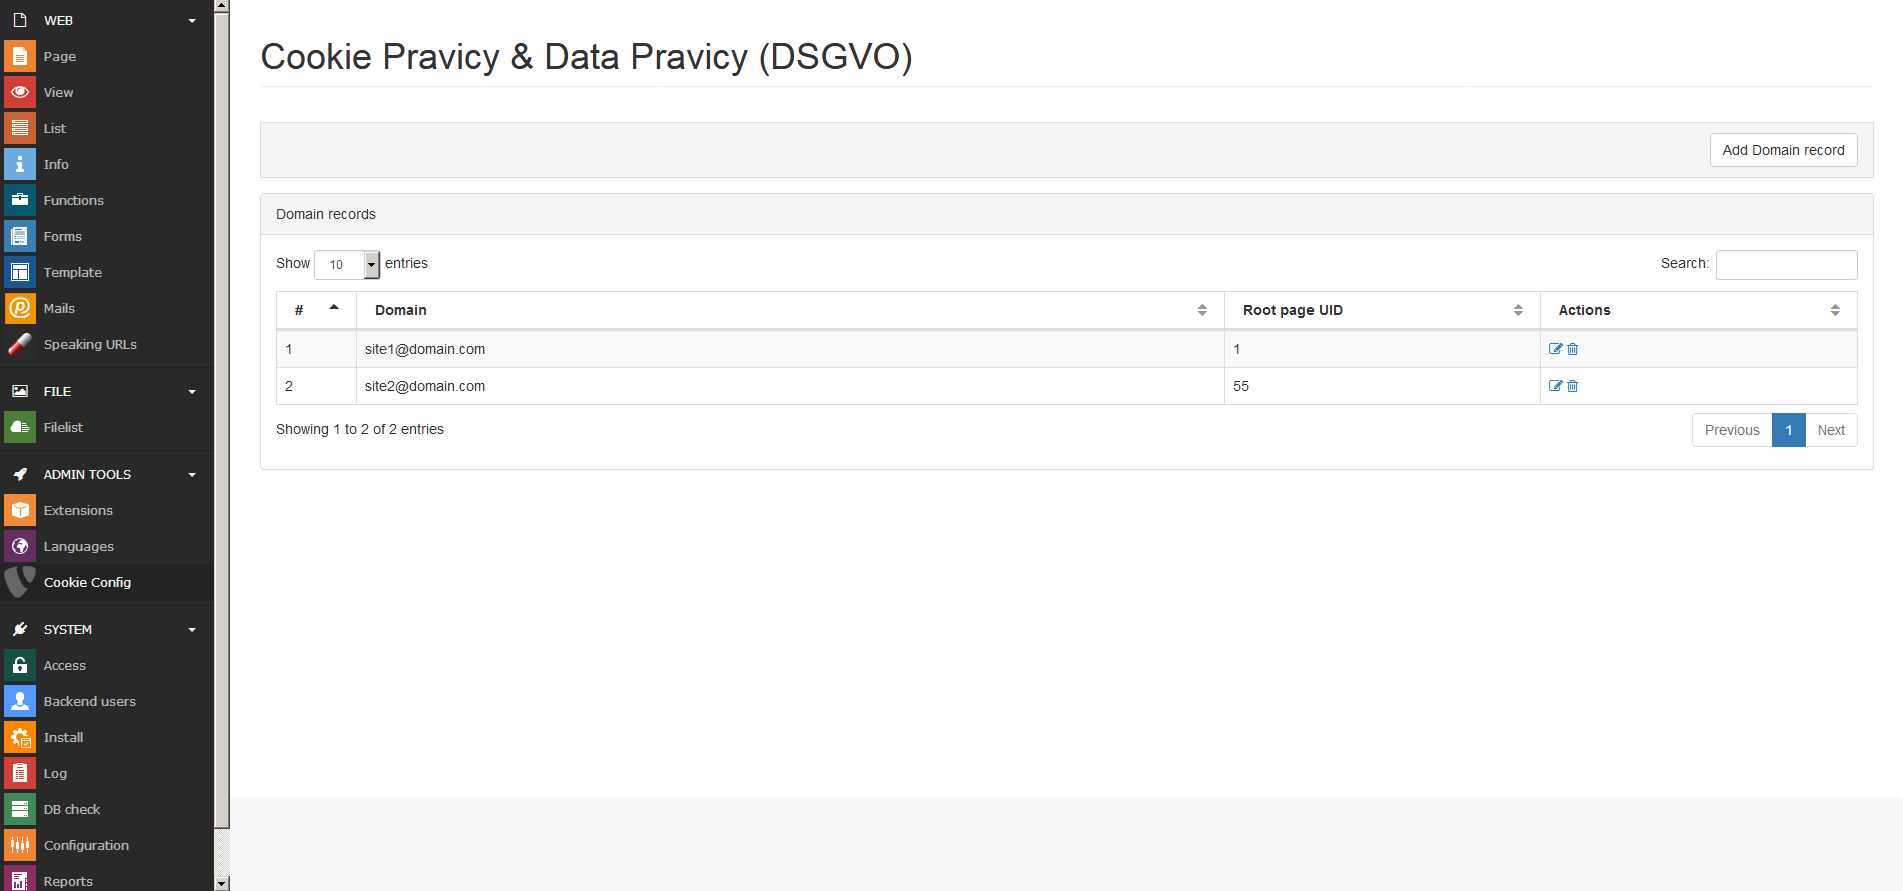 WEB
Page
View
List
Info
Functions
Forms
Template
Mails
Speaking URLs
FILE
Filelist
ADMIN TOOLS
Extensions
Languages
Cookie Config
SYSTEM
Access
Backend users
Install
Log
DB check
Configuration
Reports
Cookie Pravicy & Data Pravicy (DSGVO)
Add Domain record
Domain records
Show 10 entries Search:
# Domain Root page UID Actions
1 site1@domain.com 1
2 site2@domain.com 55
Showing 1 to 2 of 2 entries Previous 1 Next